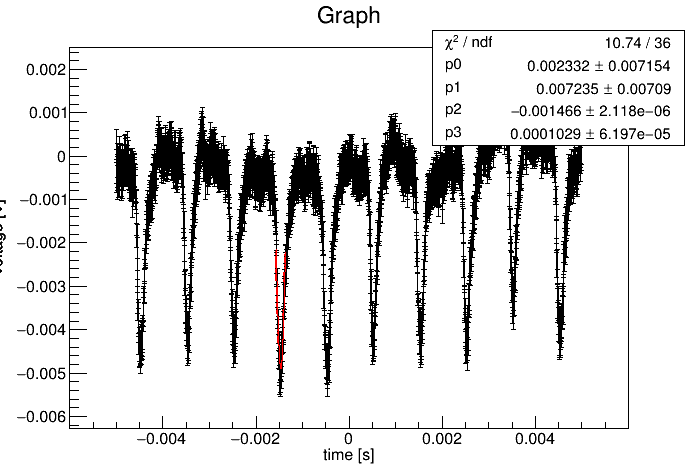 Graph
χ² / ndf 10.74 / 36
p0 0.002332 ± 0.007154
p1 0.007235 ± 0.00709
p2 −0.001466 ± 2.118e−06
p3 0.0001029 ± 6.197e−05
0.002
0.001
0
−0.001
−0.002
−0.003
−0.004
−0.005
−0.006
−0.004 −0.002 0 0.002 0.004
time [s]